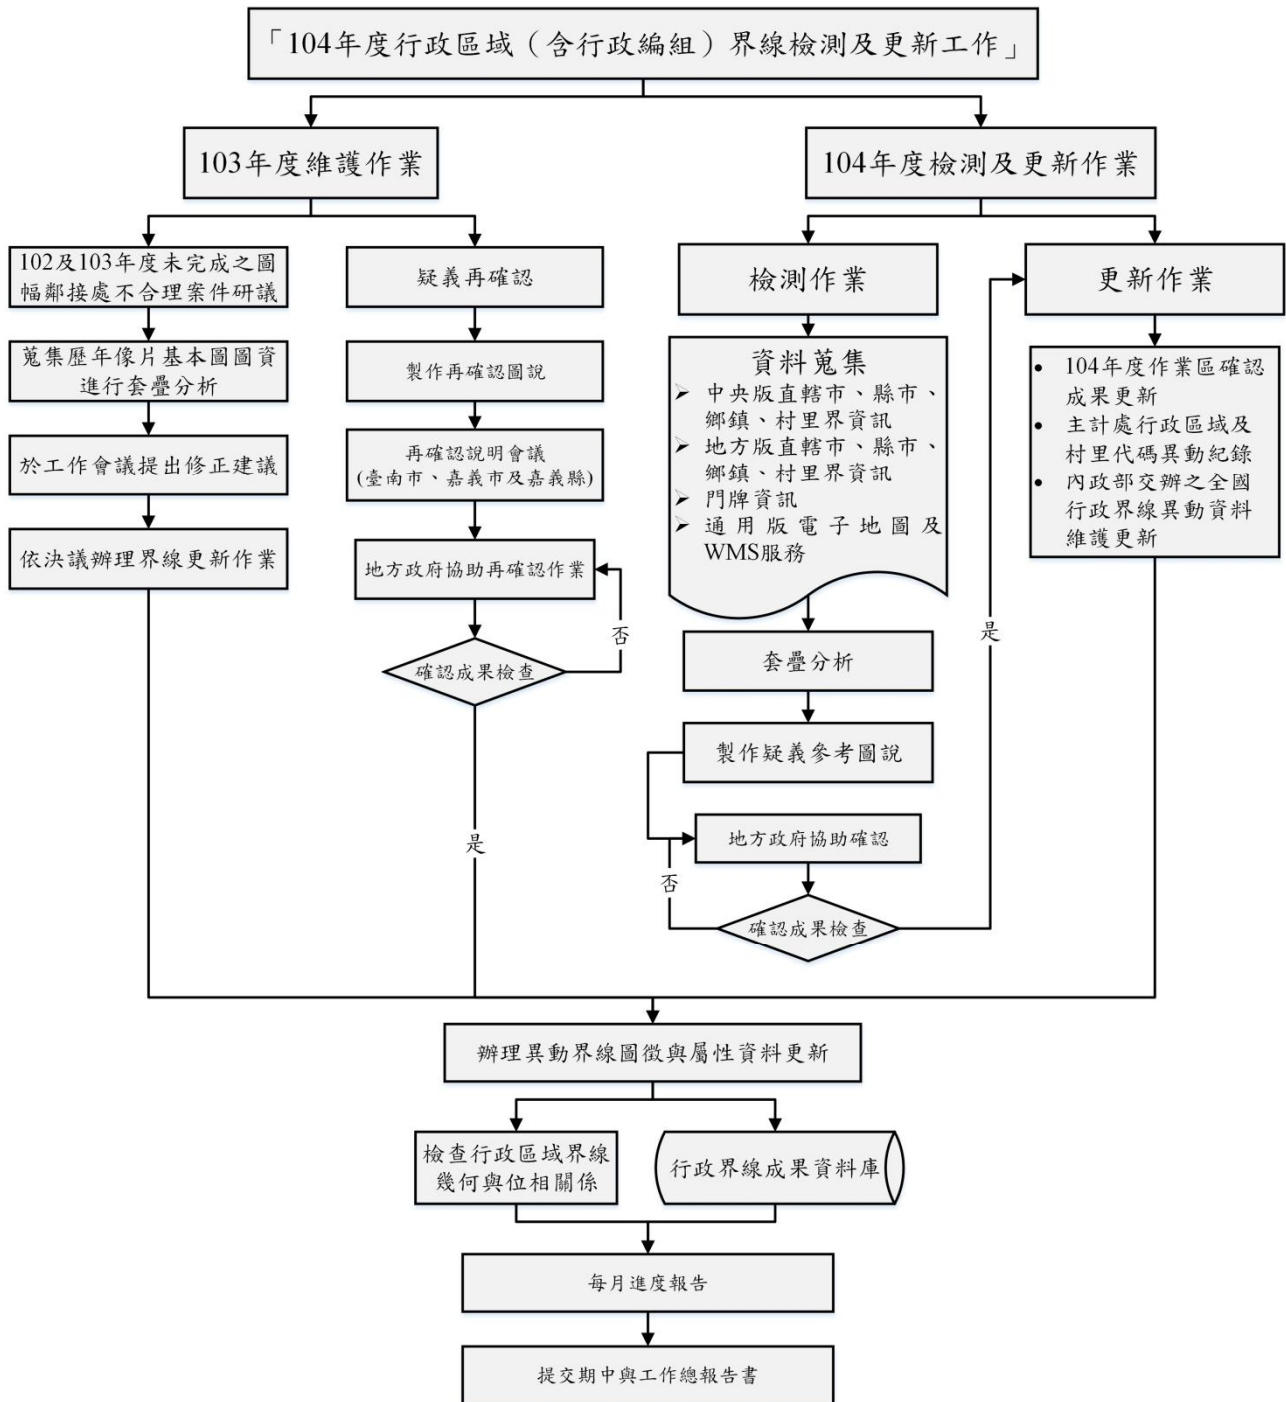 「104年度行政區域（含行政編組）界線檢測及更新工作」
103年度維護作業
104年度檢測及更新作業
102及103年度未完成之圖
幅鄰接處不合理案件研議
蒐集歷年像片基本圖圖資
進行套疊分析
於工作會議提出修正建議
依決議辦理界線更新作業
疑義再確認
製作再確認圖說
再確認說明會議
(臺南市、嘉義市及嘉義縣)
地方政府協助再確認作業
否
確認成果檢查
是
檢測作業
資料蒐集
➢ 中央版直轄市、縣市、
鄉鎮、村里界資訊
➢ 地方版直轄市、縣市、
鄉鎮、村里界資訊
➢ 門牌資訊
➢ 通用版電子地圖及
WMS服務
套疊分析
製作疑義參考圖說
地方政府協助確認
否
確認成果檢查
是
更新作業
• 104年度作業區確認
成果更新
• 主計處行政區域及
村里代碼異動紀錄
• 內政部交辦之全國
行政界線異動資料
維護更新
辦理異動界線圖徵與屬性資料更新
檢查行政區域界線
幾何與位相關係
行政界線成果資料庫
每月進度報告
提交期中與工作總報告書